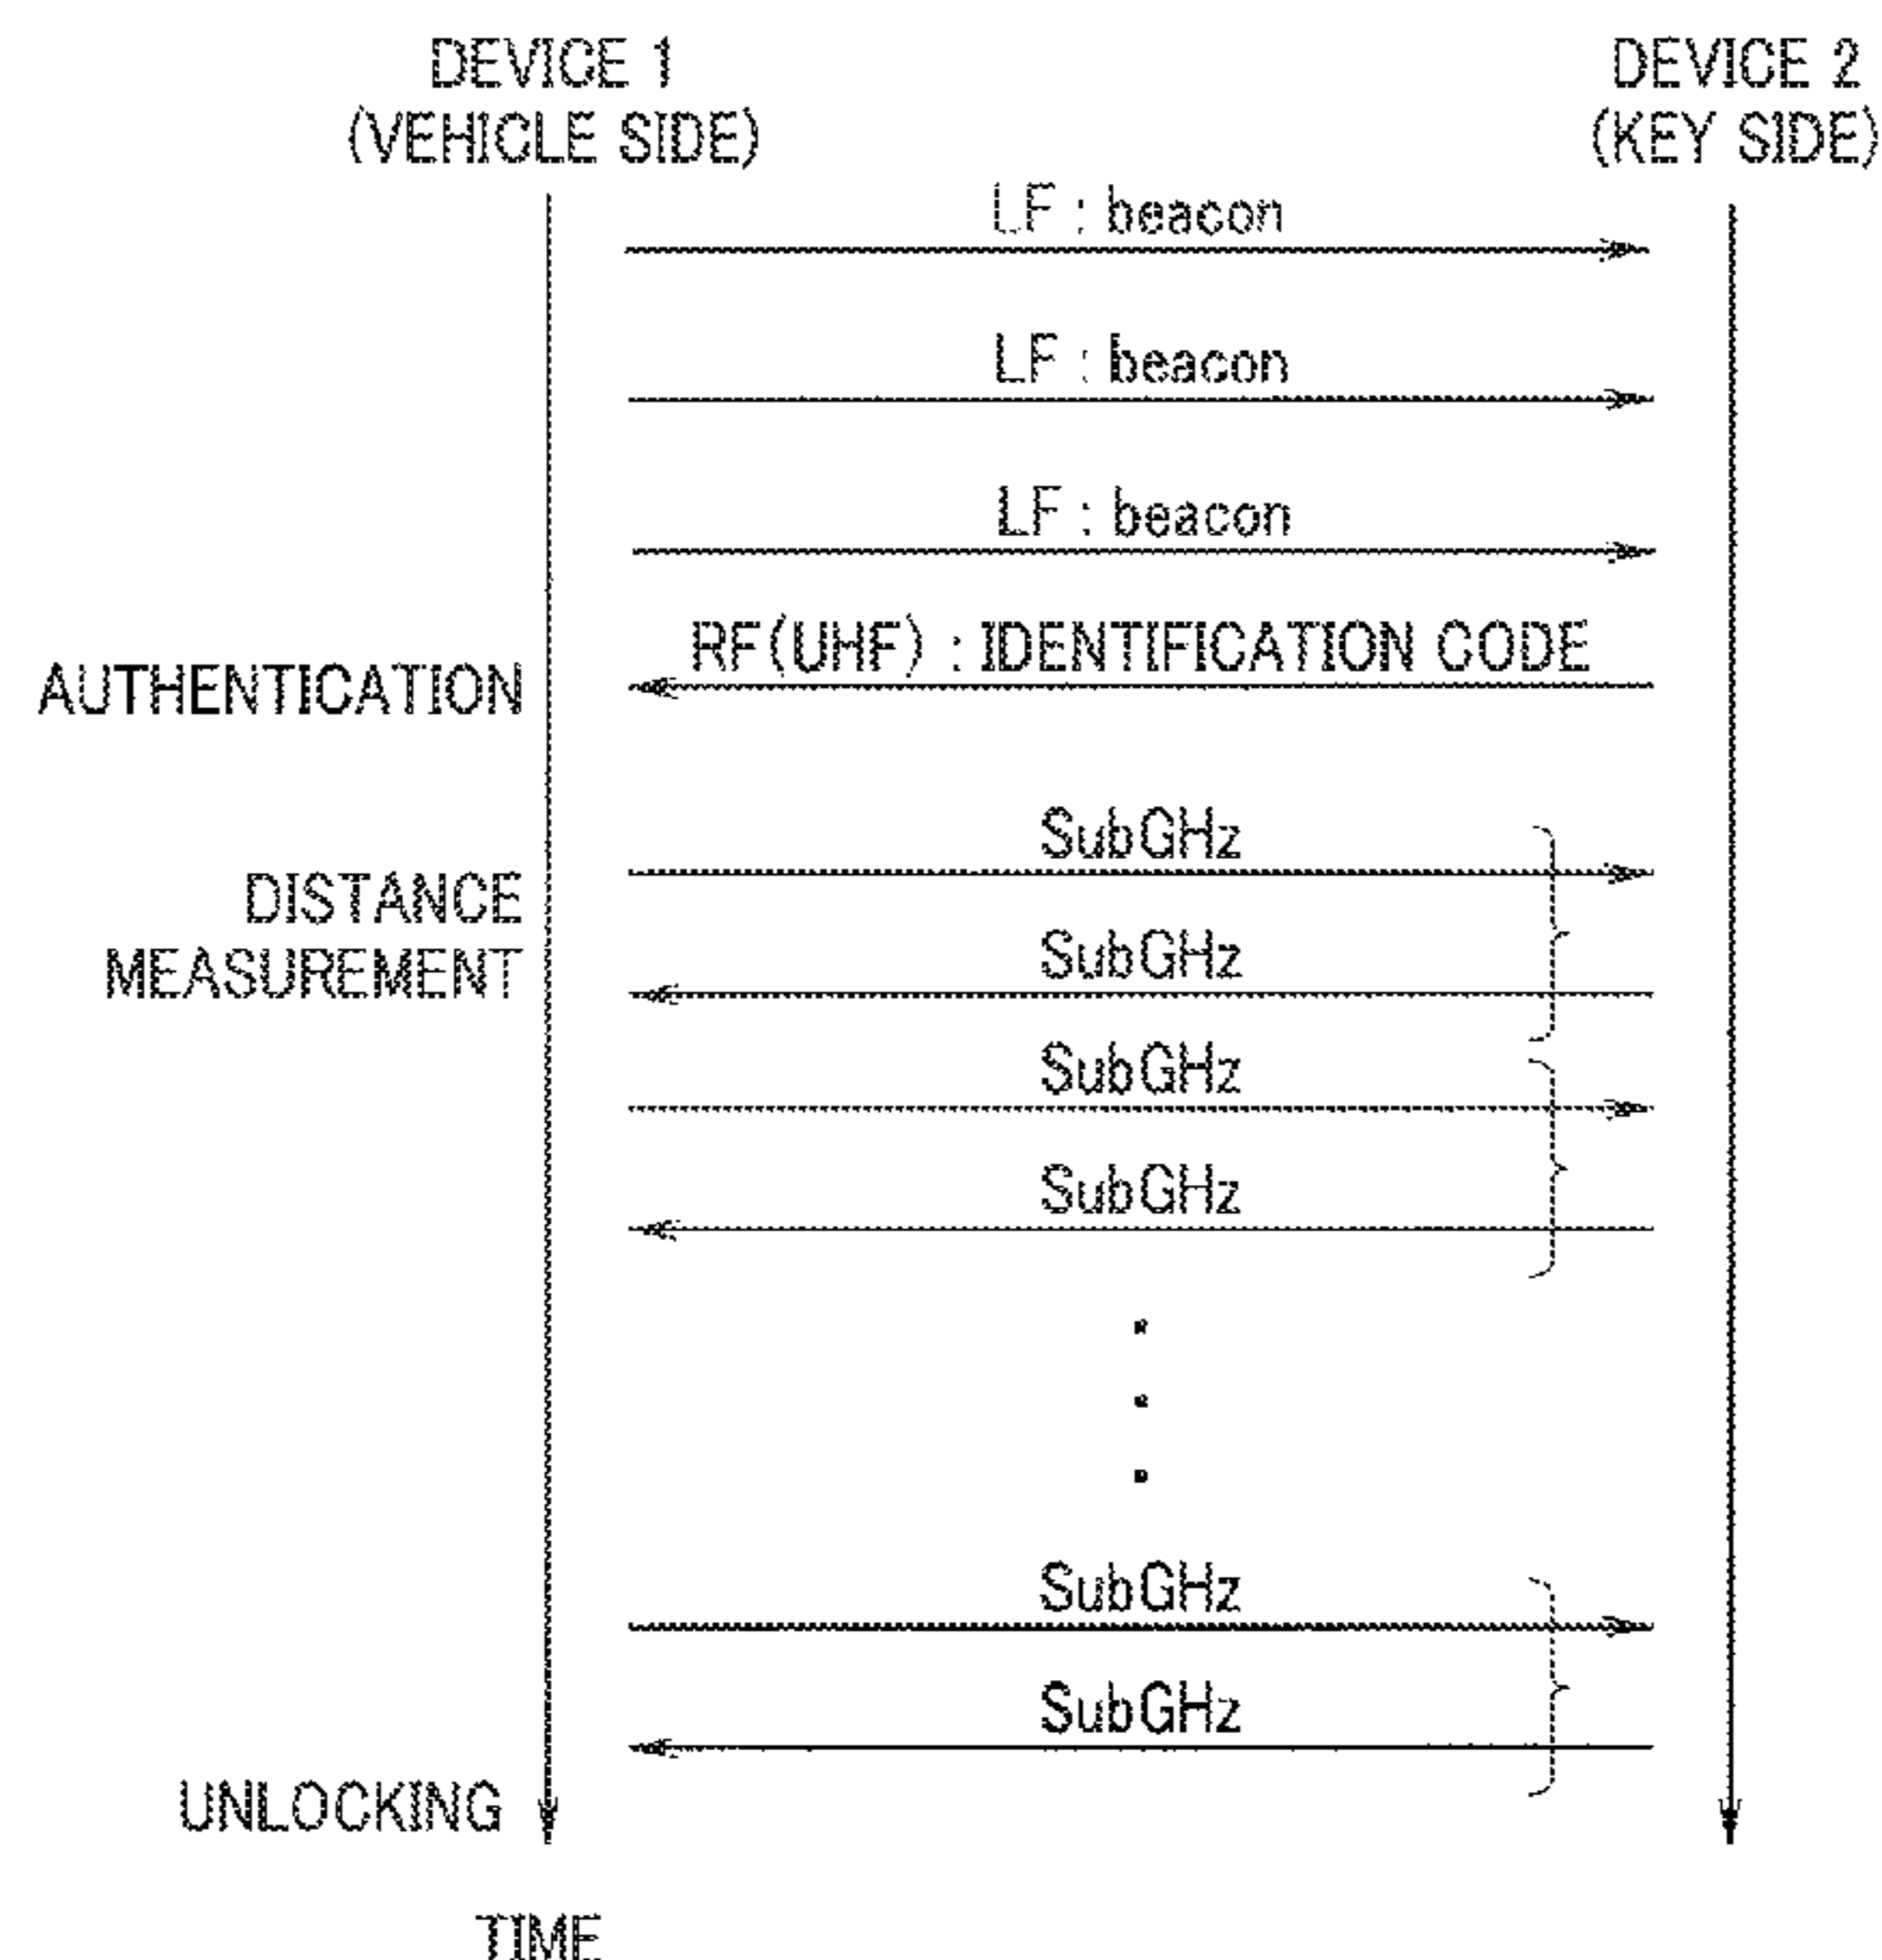 DEVICE 1
(VEHICLE SIDE)
DEVICE 2
(KEY SIDE)
LF : beacon
LF : beacon
LF : beacon
RF(UHF) : IDENTIFICATION CODE
AUTHENTICATION
SubGHz
DISTANCE
MEASUREMENT
SubGHz
SubGHz
SubGHz
SubGHz
SubGHz
UNLOCKING
TIME